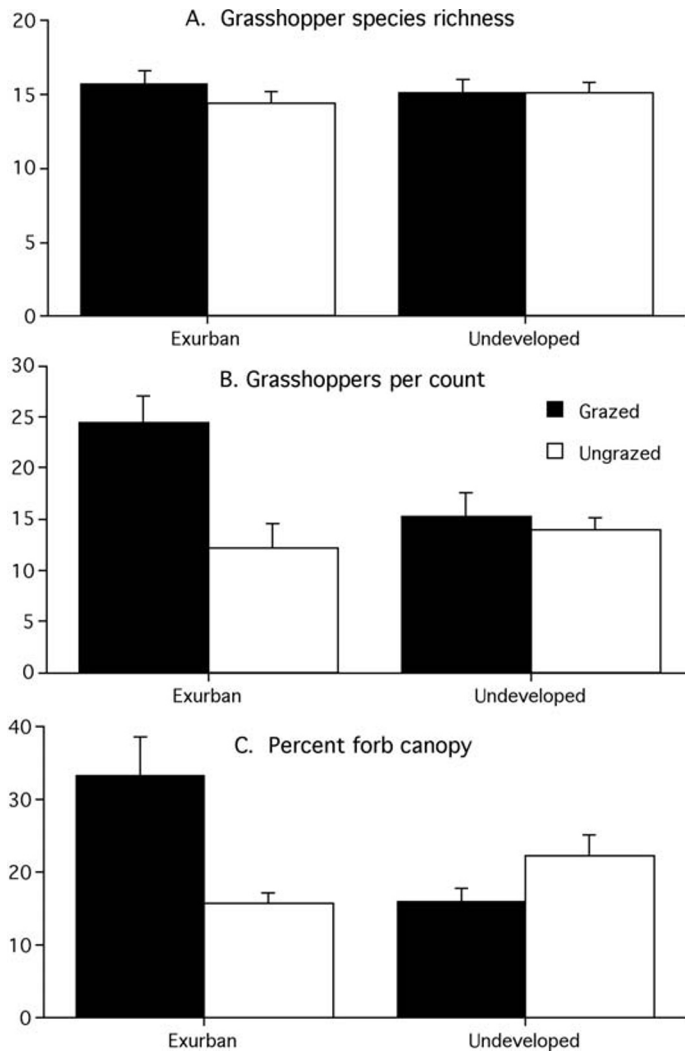 A. Grasshopper species richness
20
15
10
5
0
Exurban Undeveloped
B. Grasshoppers per count
30
25
20
15
10
5
0
Grazed
Ungrazed
Exurban Undeveloped
C. Percent forb canopy
40
30
20
10
0
Exurban Undeveloped